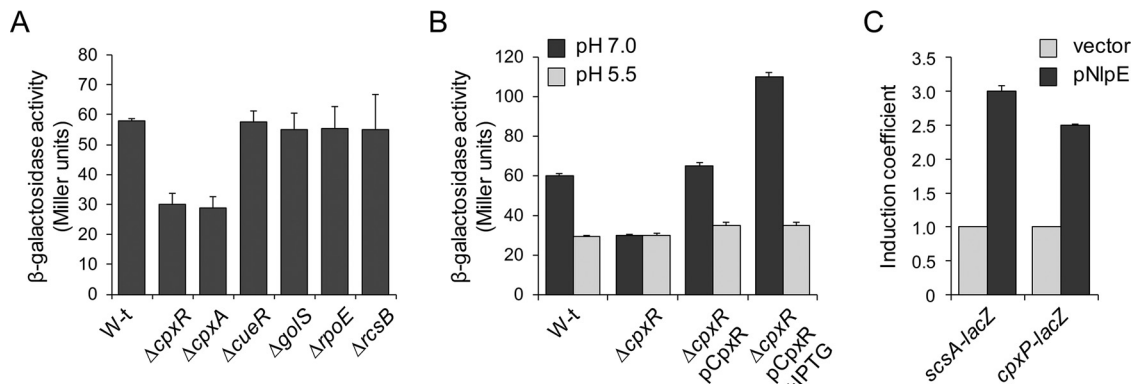 A
β-galactosidase activity
(Miller units)
80
70
60
50
40
30
20
10
0
W-t
ΔcpxR
ΔcpxA
ΔcueR
ΔgolS
ΔrpoE
ΔrcsB
B
pH 7.0
pH 5.5
β-galactosidase activity
(Miller units)
120
100
80
60
40
20
0
W-t
ΔcpxR
ΔcpxR
pCpxR
ΔcpxR
pCpxR
IPTG
C
vector
pNlpE
Induction coefficient
3.5
3.0
2.5
2.0
1.5
1.0
0.5
0
scsA-lacZ
cpxP-lacZ